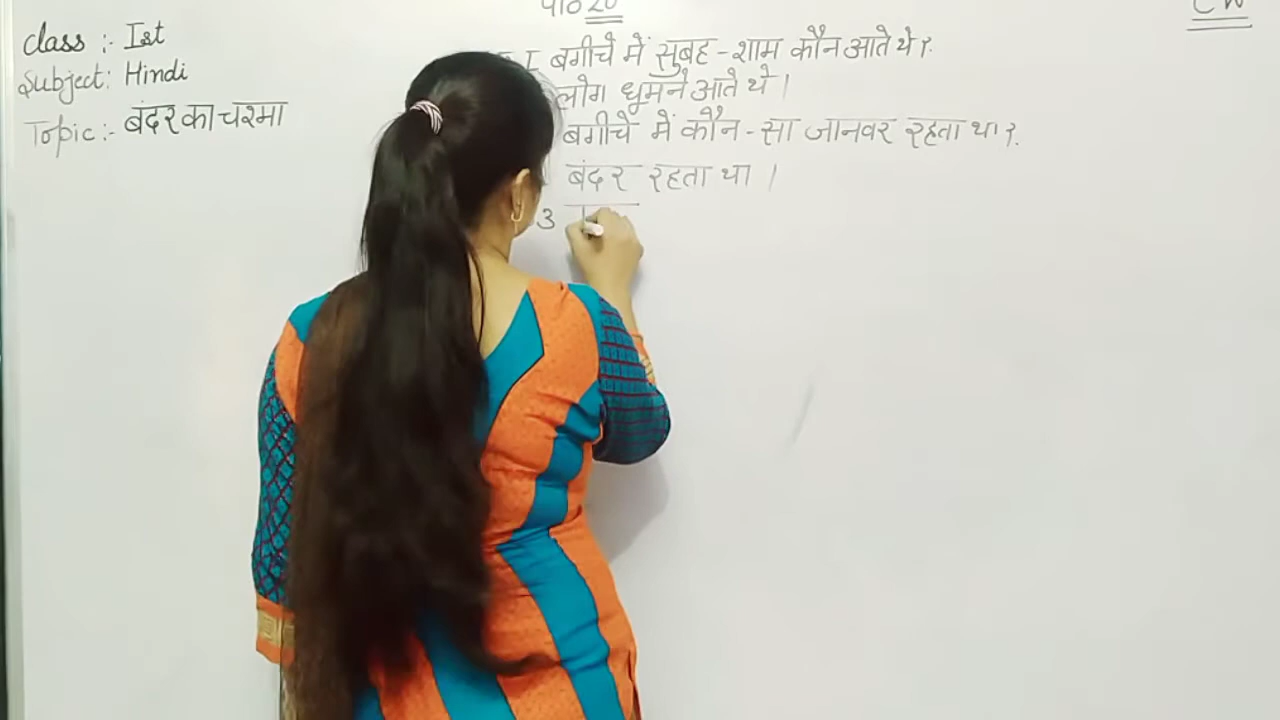 पाठ 20
CW
Class :- Ist
Subject: Hindi
Topic:- बंदर का चश्मा
I बगीचे में सुबह-शाम कौन आते थे?
लोग घूमने आते थे।
बगीचे में कौन-सा जानवर रहता था?
बंदर रहता था।
3